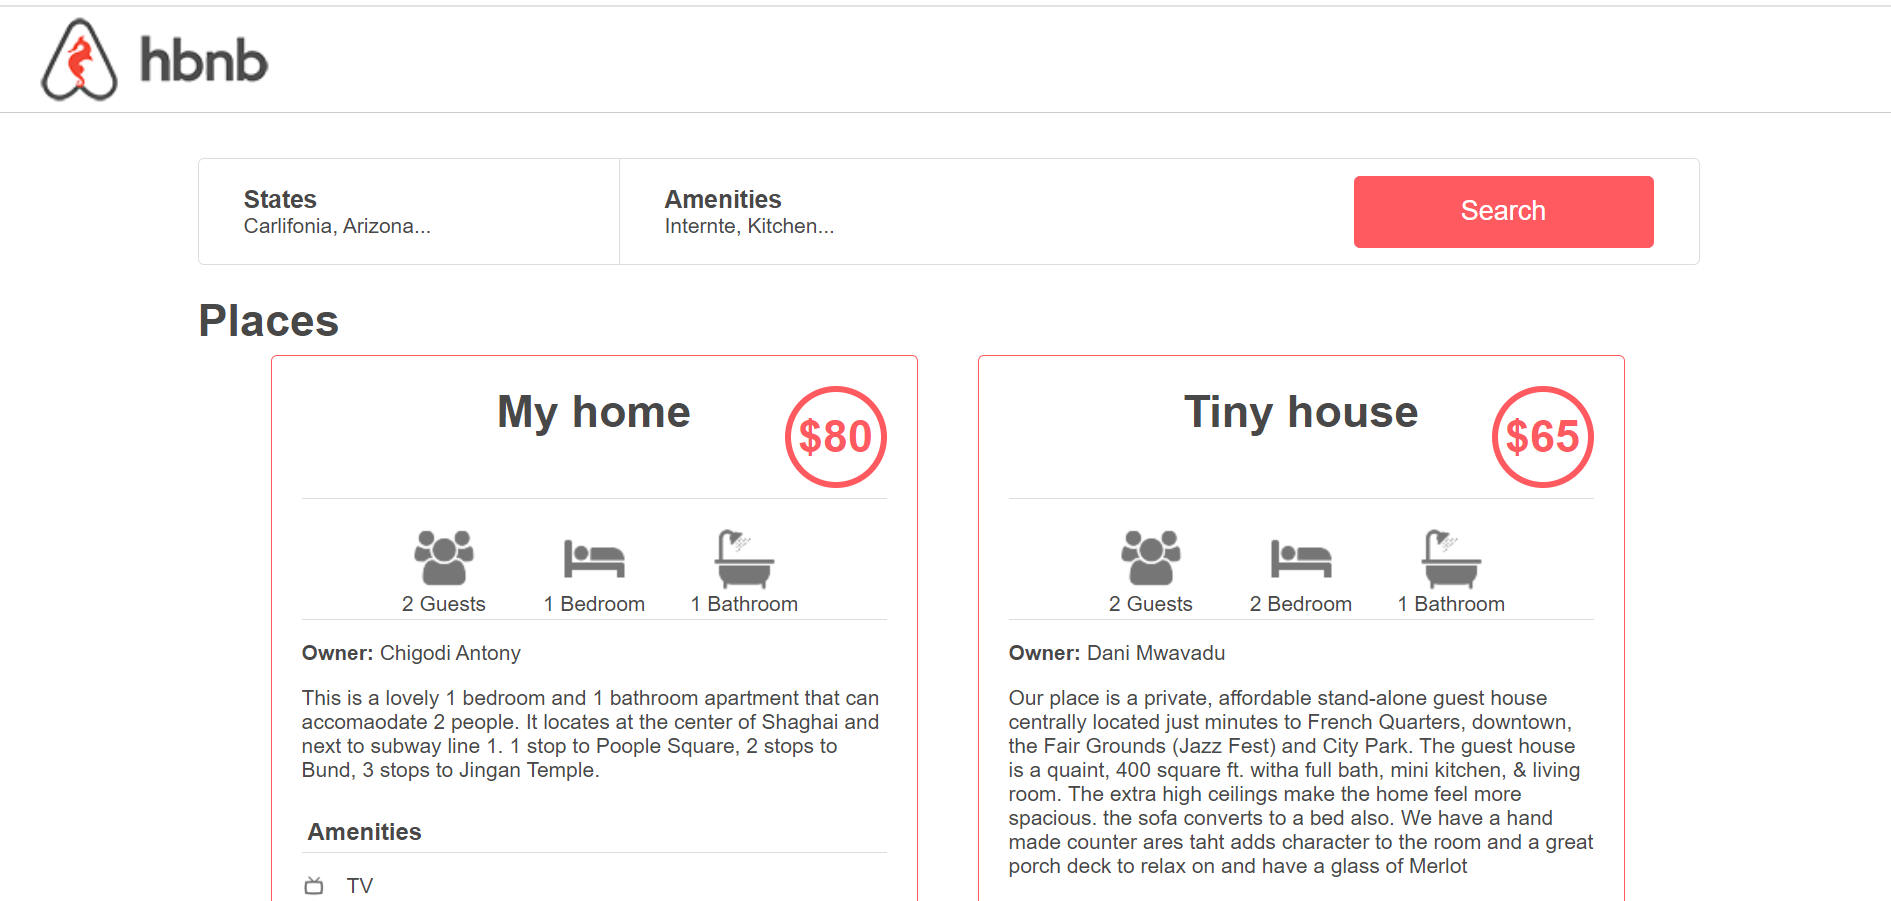 hbnb
States
Carlifonia, Arizona...
Amenities
Internte, Kitchen...
Search
Places
My home
$80
2 Guests
1 Bedroom
1 Bathroom
Owner: Chigodi Antony
This is a lovely 1 bedroom and 1 bathroom apartment that can
accomaodate 2 people. It locates at the center of Shaghai and
next to subway line 1. 1 stop to Poople Square, 2 stops to
Bund, 3 stops to Jingan Temple.
Amenities
TV
Tiny house
$65
2 Guests
2 Bedroom
1 Bathroom
Owner: Dani Mwavadu
Our place is a private, affordable stand-alone guest house
centrally located just minutes to French Quarters, downtown,
the Fair Grounds (Jazz Fest) and City Park. The guest house
is a quaint, 400 square ft. witha full bath, mini kitchen, & living
room. The extra high ceilings make the home feel more
spacious. the sofa converts to a bed also. We have a hand
made counter ares taht adds character to the room and a great
porch deck to relax on and have a glass of Merlot